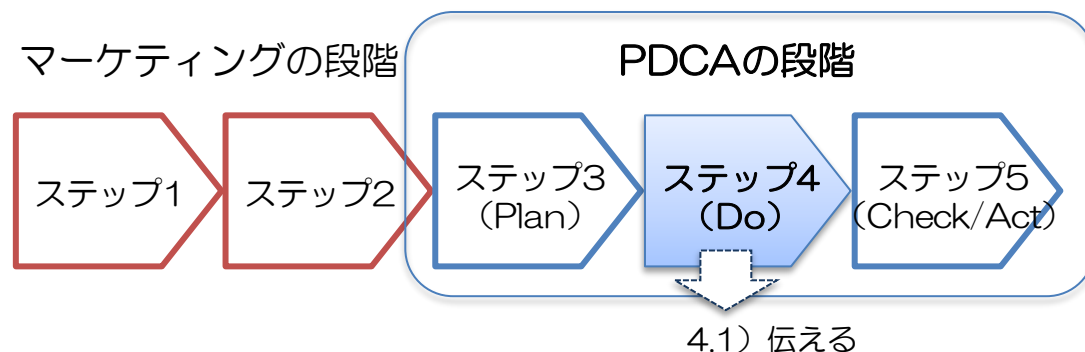 マーケティングの段階
PDCAの段階
ステップ1
ステップ2
ステップ3
（Plan）
ステップ4
（Do）
ステップ5
（Check/Act）
4.1）伝える